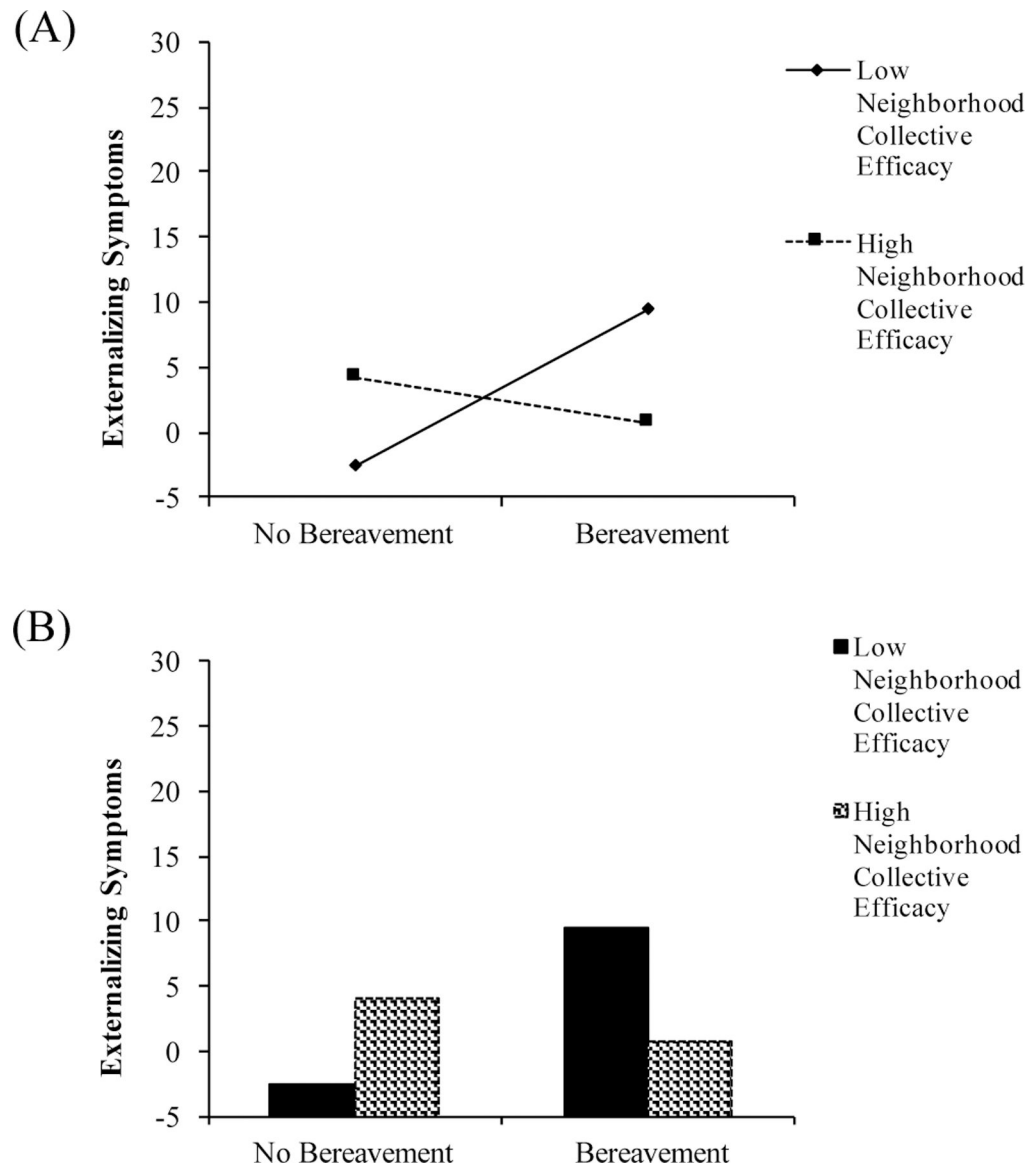 (A)
30
25
20
15
10
5
0
-5
Externalizing Symptoms
No Bereavement
Bereavement
Low
Neighborhood
Collective
Efficacy
High
Neighborhood
Collective
Efficacy
(B)
30
25
20
15
10
5
0
-5
Externalizing Symptoms
No Bereavement
Bereavement
Low
Neighborhood
Collective
Efficacy
High
Neighborhood
Collective
Efficacy